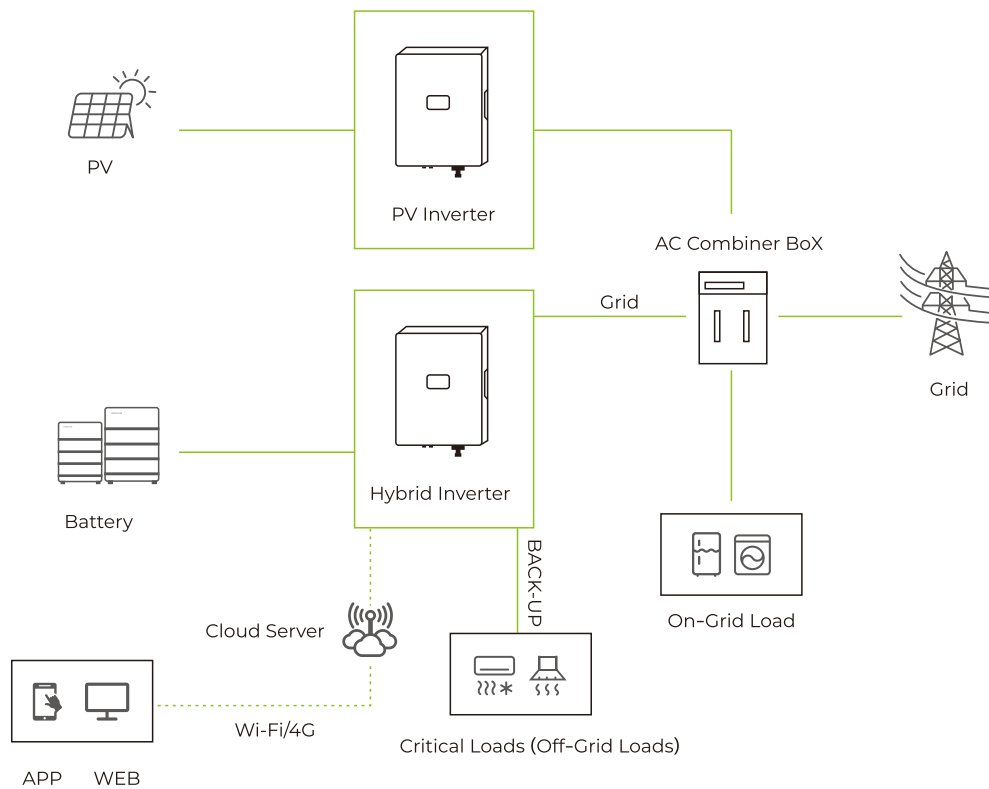 PV
PV Inverter
AC Combiner BoX
Grid
Grid
Hybrid Inverter
Battery
BACK-UP
On-Grid Load
Cloud Server
Wi-Fi/4G
Critical Loads (Off-Grid Loads)
APP WEB